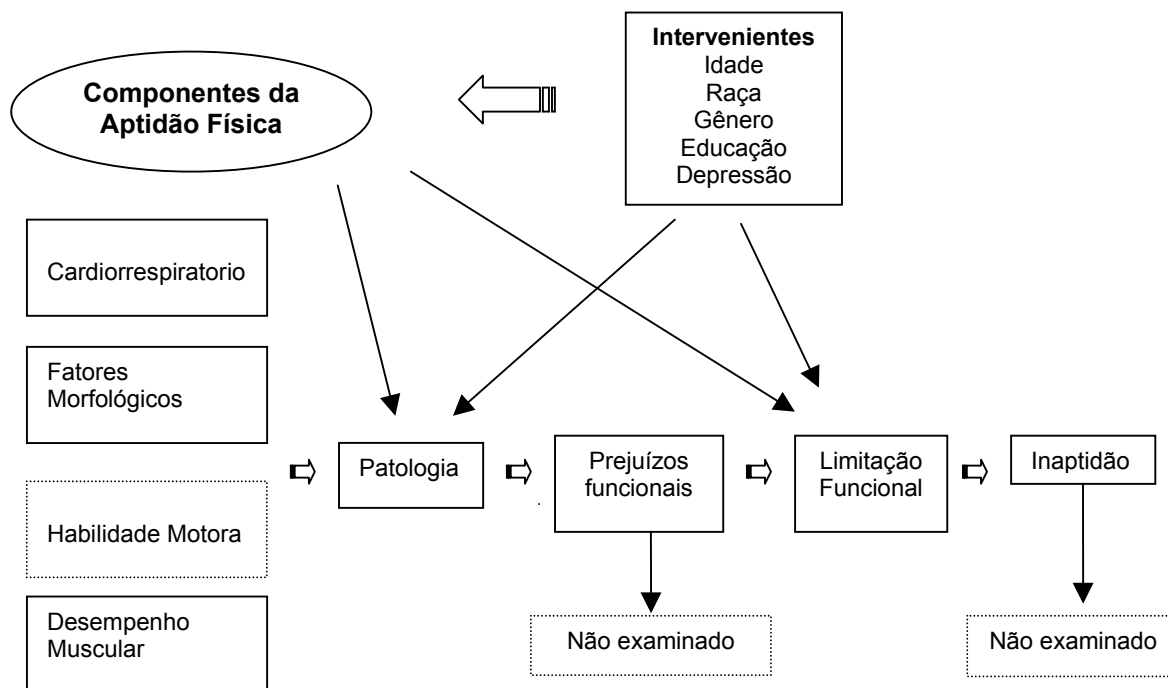 Intervenientes
Idade
Raça
Gênero
Educação
Depressão
Componentes da
Aptidão Física
Cardiorrespiratorio
Fatores
Morfológicos
Habilidade Motora
Desempenho
Muscular
Patologia
Prejuízos
funcionais
Limitação
Funcional
Inaptidão
Não examinado
Não examinado